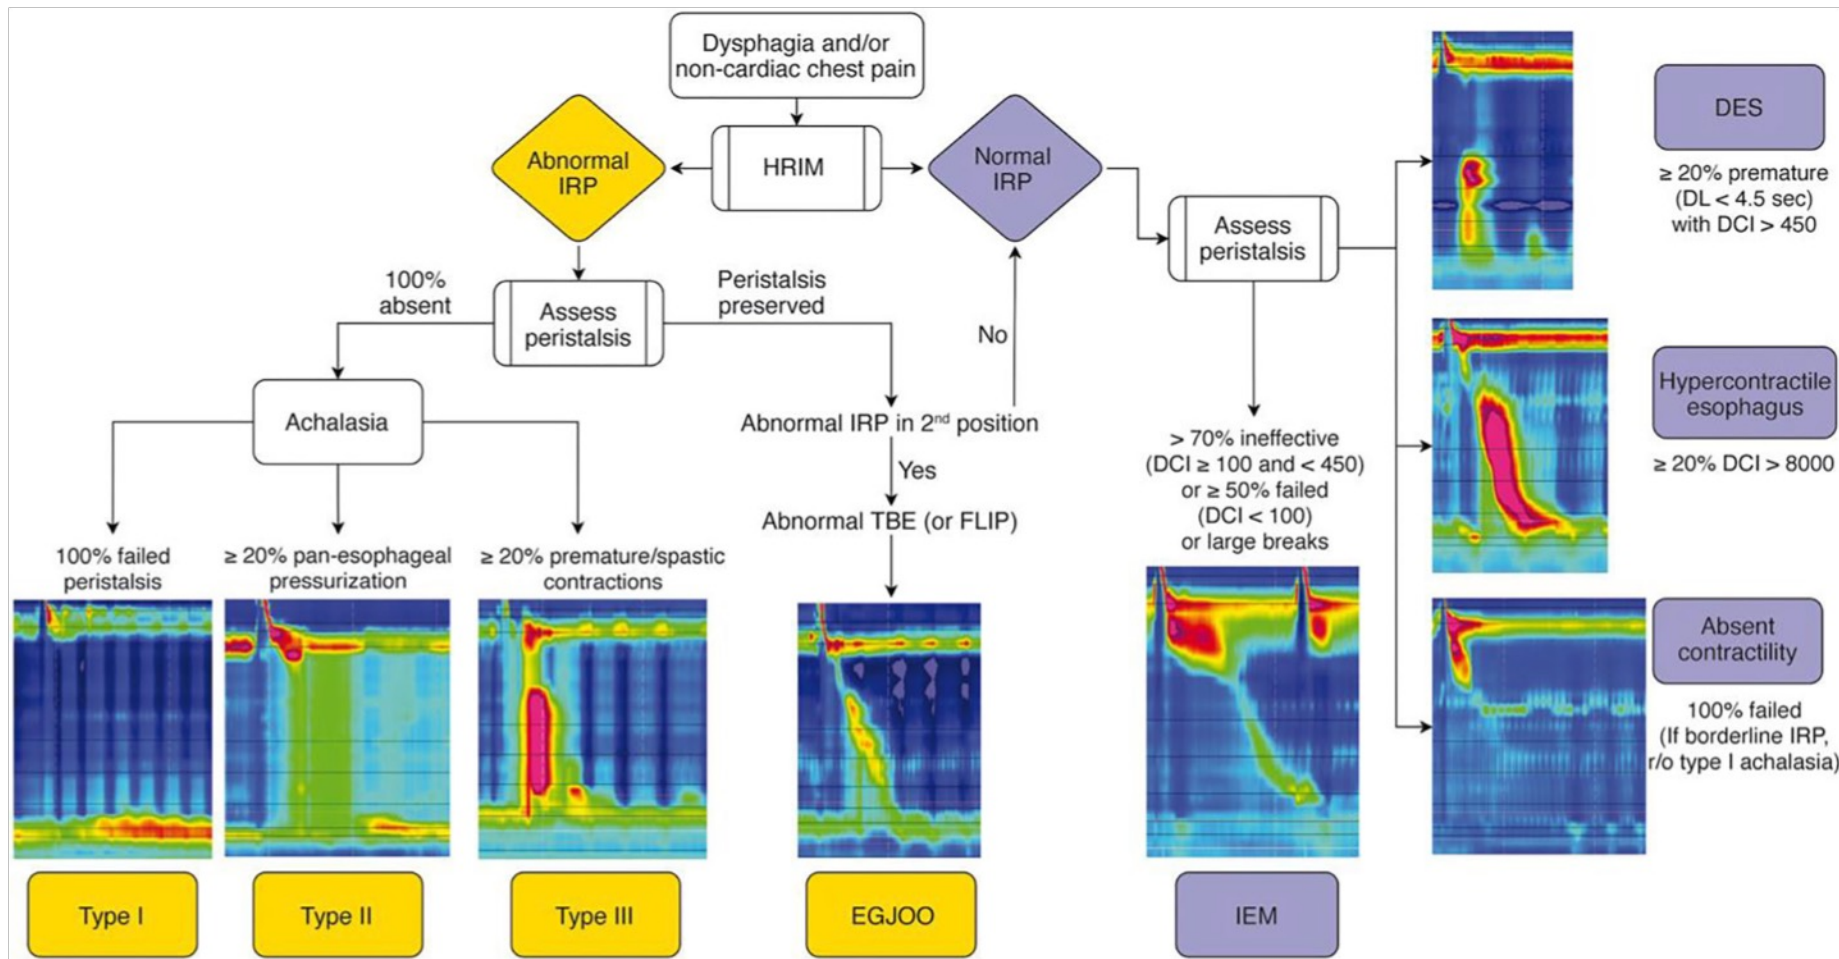 Dysphagia and/or
non-cardiac chest pain
HRIM
Abnormal
IRP
Normal
IRP
Assess
peristalsis
100%
absent
Peristalsis
preserved
Assess
peristalsis
No
Achalasia
Abnormal IRP in 2nd position
Yes
Abnormal TBE (or FLIP)
100% failed
peristalsis
≥ 20% pan-esophageal
pressurization
≥ 20% premature/spastic
contractions
> 70% ineffective
(DCI ≥ 100 and < 450)
or ≥ 50% failed
(DCI < 100)
or large breaks
DES
≥ 20% premature
(DL < 4.5 sec)
with DCI > 450
Hypercontractile
esophagus
≥ 20% DCI > 8000
Absent
contractility
100% failed
(If borderline IRP,
r/o type I achalasia)
Type I
Type II
Type III
EGJOO
IEM